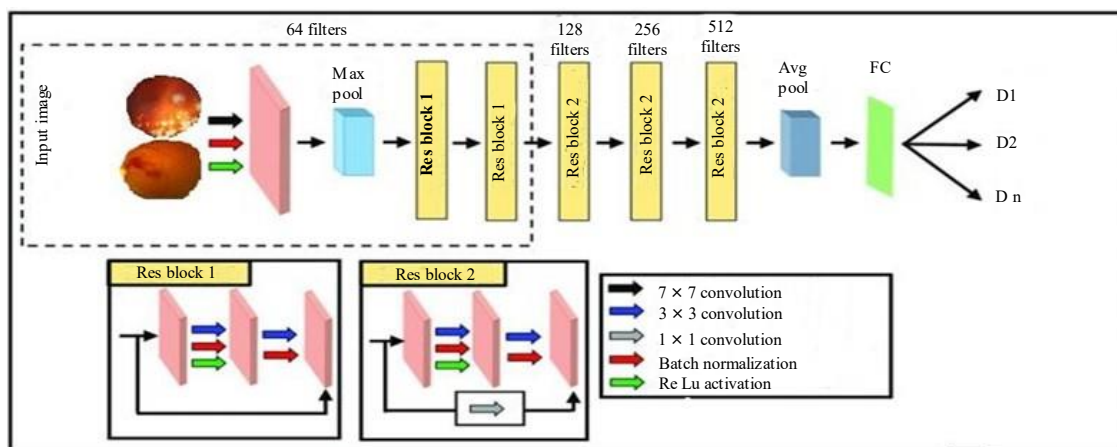 64 filters
128
filters
256
filters
512
filters
Input image
Max
pool
Res block 1
Res block 1
Res block 2
Res block 2
Res block 2
Avg
pool
FC
D1
D2
D n
Res block 1
Res block 2
7 × 7 convolution
3 × 3 convolution
1 × 1 convolution
Batch normalization
Re Lu activation